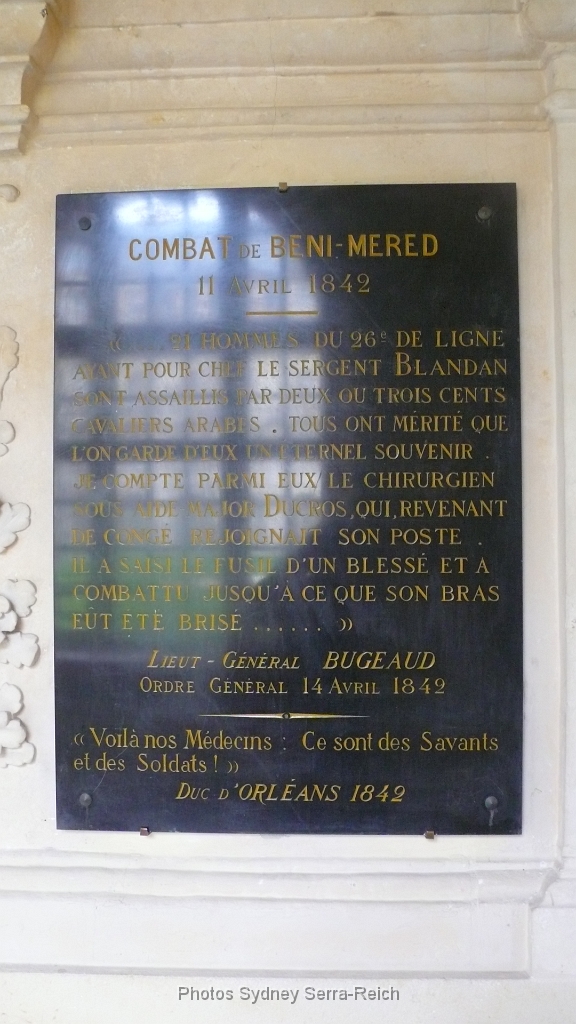 COMBAT DE BENI-MERED
11 AVRIL 1842
«.... 21 HOMMES DU 26e DE LIGNE
AYANT POUR CHEF LE SERGENT BLANDAN
SONT ASSAILLIS PAR DEUX OU TROIS CENTS
CAVALIERS ARABES . TOUS ONT MÉRITÉ QUE
L'ON GARDE D'EUX UN ÉTERNEL SOUVENIR .
JE COMPTE PARMI EUX LE CHIRURGIEN
SOUS AIDE MAJOR DUCROS, QUI, REVENANT
DE CONGÉ REJOIGNAIT SON POSTE .
IL A SAISI LE FUSIL D'UN BLESSÉ ET A
COMBATTU JUSQU'À CE QUE SON BRAS
EÛT ÉTÉ BRISÉ ...... »
LIEUT - GÉNÉRAL BUGEAUD
ORDRE GÉNÉRAL 14 AVRIL 1842
«Voilà nos Médecins : Ce sont des Savants
et des Soldats ! »
DUC D'ORLÉANS 1842
Photos Sydney Serra-Reich